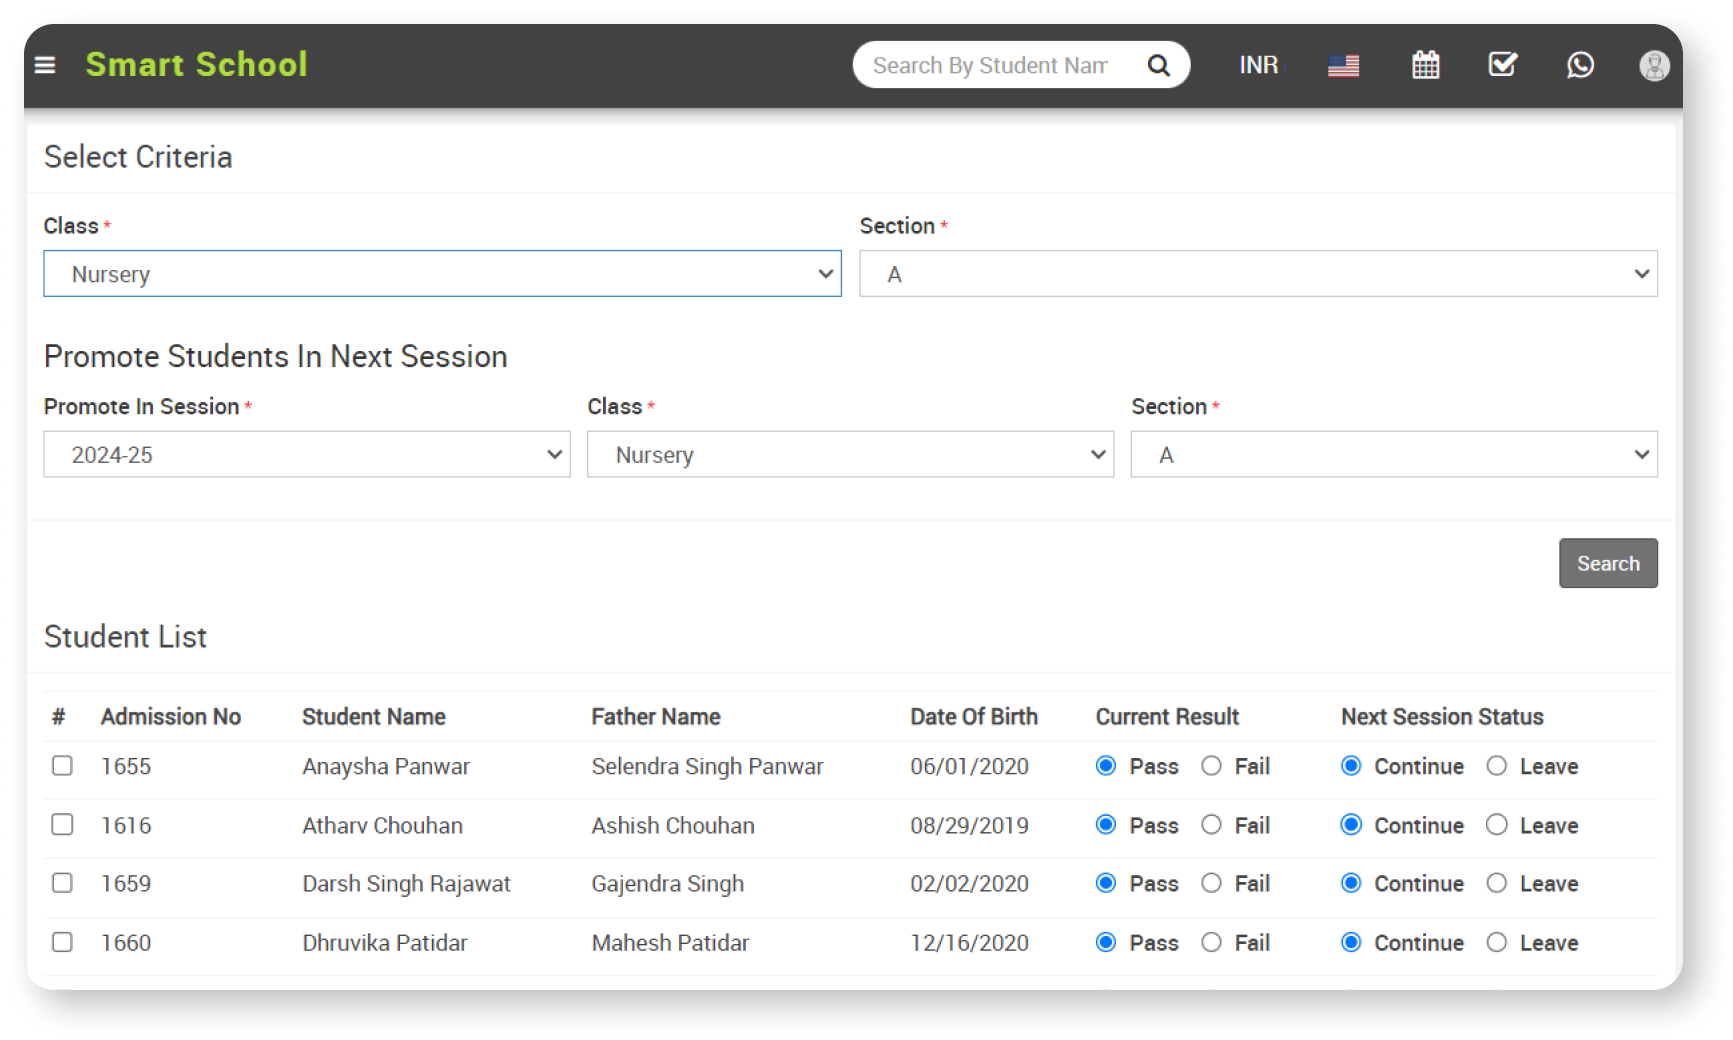 Smart School
Search By Student Nam
INR
Select Criteria
Class * Section *
Nursery A
Promote Students In Next Session
Promote In Session * Class * Section *
2024-25 Nursery A
Search
Student List
# Admission No Student Name Father Name Date Of Birth Current Result Next Session Status
1655 Anaysha Panwar Selendra Singh Panwar 06/01/2020 Pass Fail Continue Leave
1616 Atharv Chouhan Ashish Chouhan 08/29/2019 Pass Fail Continue Leave
1659 Darsh Singh Rajawat Gajendra Singh 02/02/2020 Pass Fail Continue Leave
1660 Dhruvika Patidar Mahesh Patidar 12/16/2020 Pass Fail Continue Leave